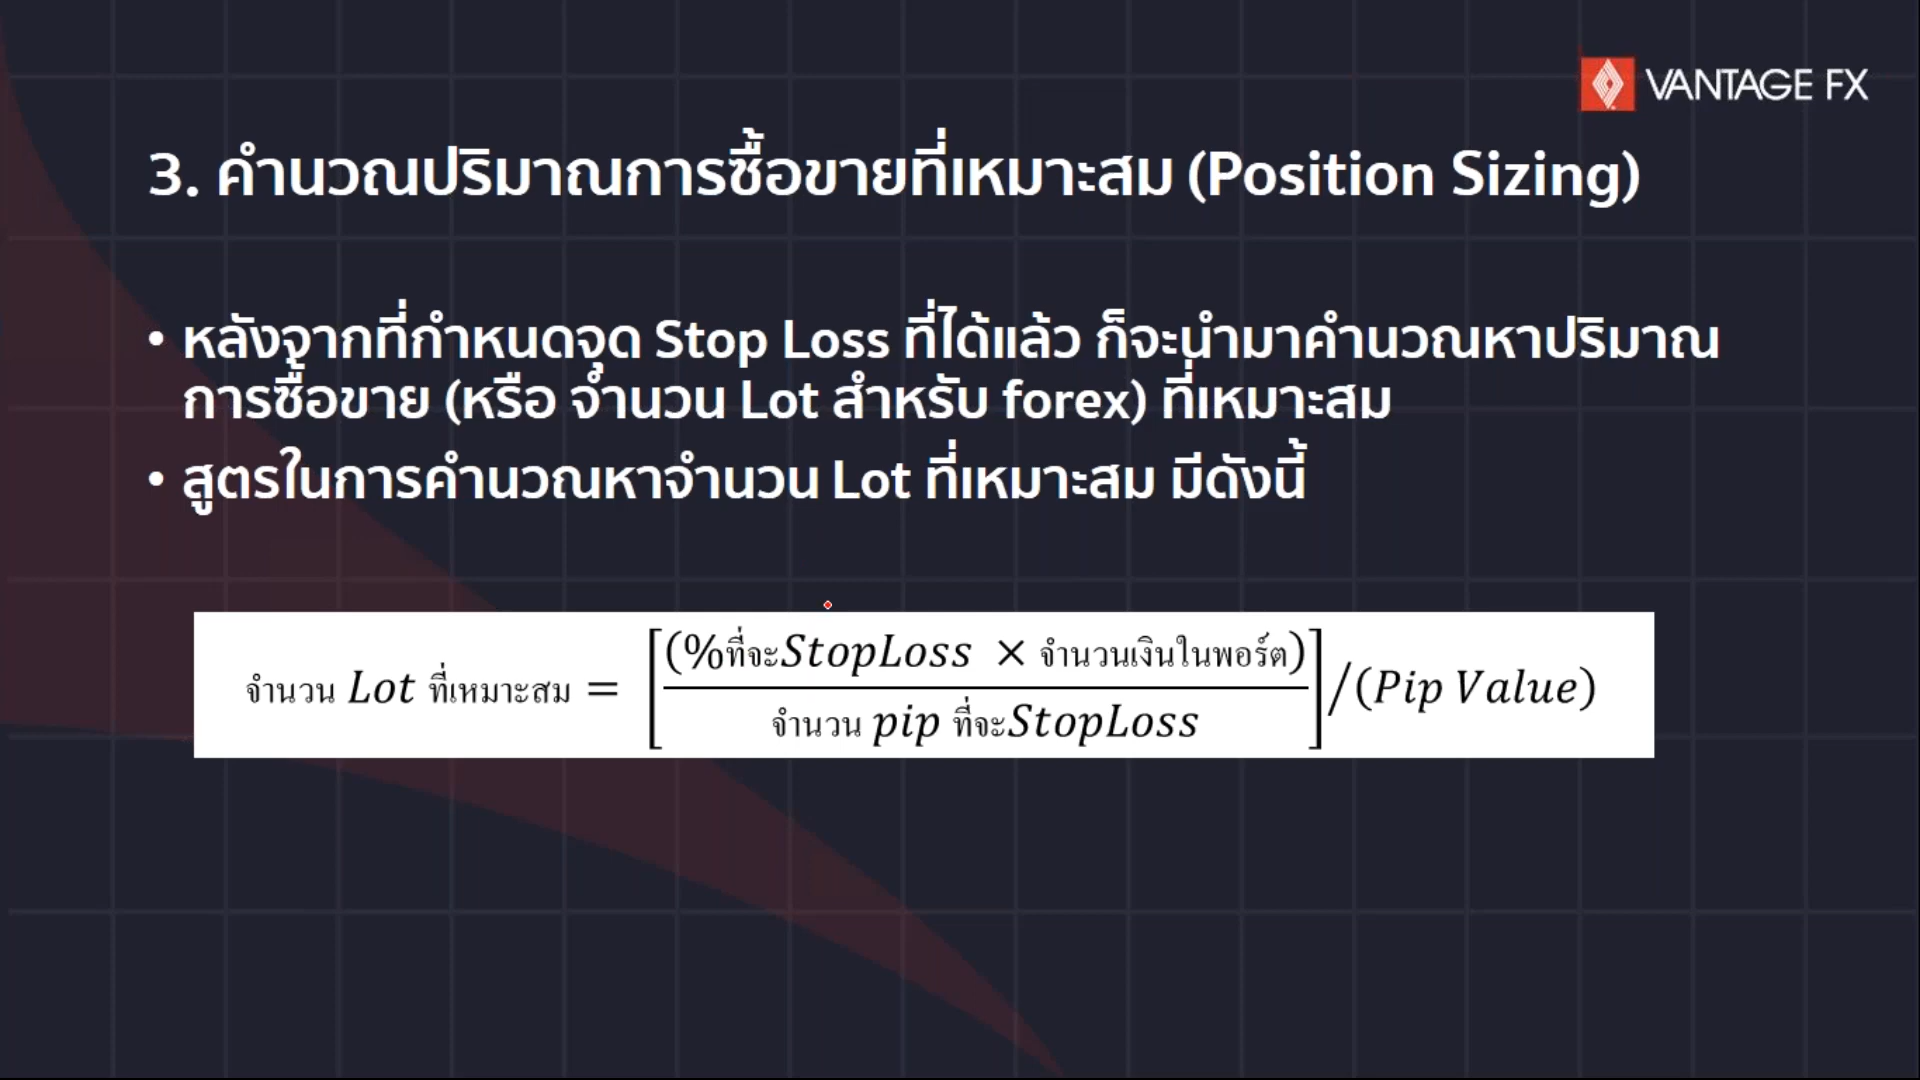 VANTAGE FX
3. คำนวณปริมาณการซื้อขายที่เหมาะสม (Position Sizing)
• หลังจากที่กำหนดจุด Stop Loss ที่ได้แล้ว ก็จะนำมาคำนวณหาปริมาณ
การซื้อขาย (หรือ จำนวน Lot สำหรับ forex) ที่เหมาะสม
• สูตรในการคำนวณหาจำนวน Lot ที่เหมาะสม มีดังนี้
จำนวน Lot ที่เหมาะสม = [(%ที่จะStopLoss × จำนวนเงินในพอร์ต) / จำนวน pip ที่จะStopLoss]/(Pip Value)